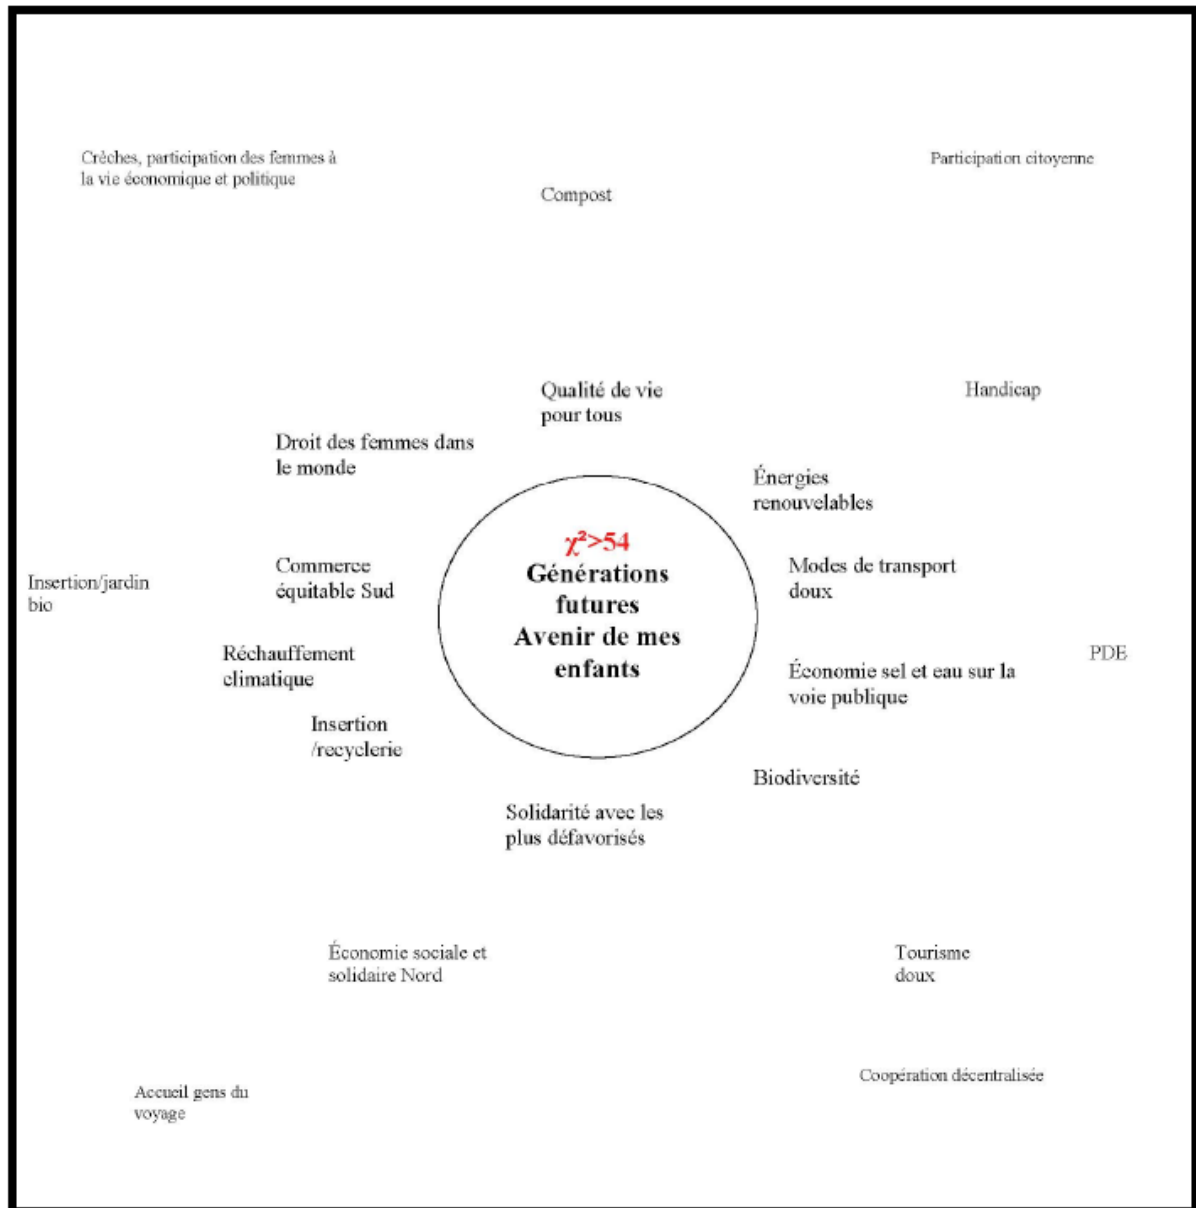 Crèches, participation des femmes à
la vie économique et politique
Participation citoyenne
Compost
Qualité de vie
pour tous
Handicap
Droit des femmes dans
le monde
Énergies
renouvelables
χ²>54
Générations
futures
Avenir de mes
enfants
Commerce
équitable Sud
Modes de transport
doux
Insertion/jardin
bio
Réchauffement
climatique
PDE
Économie sel et eau sur la
voie publique
Insertion
/recyclerie
Biodiversité
Solidarité avec les
plus défavorisés
Économie sociale et
solidaire Nord
Tourisme
doux
Coopération décentralisée
Accueil gens du
voyage